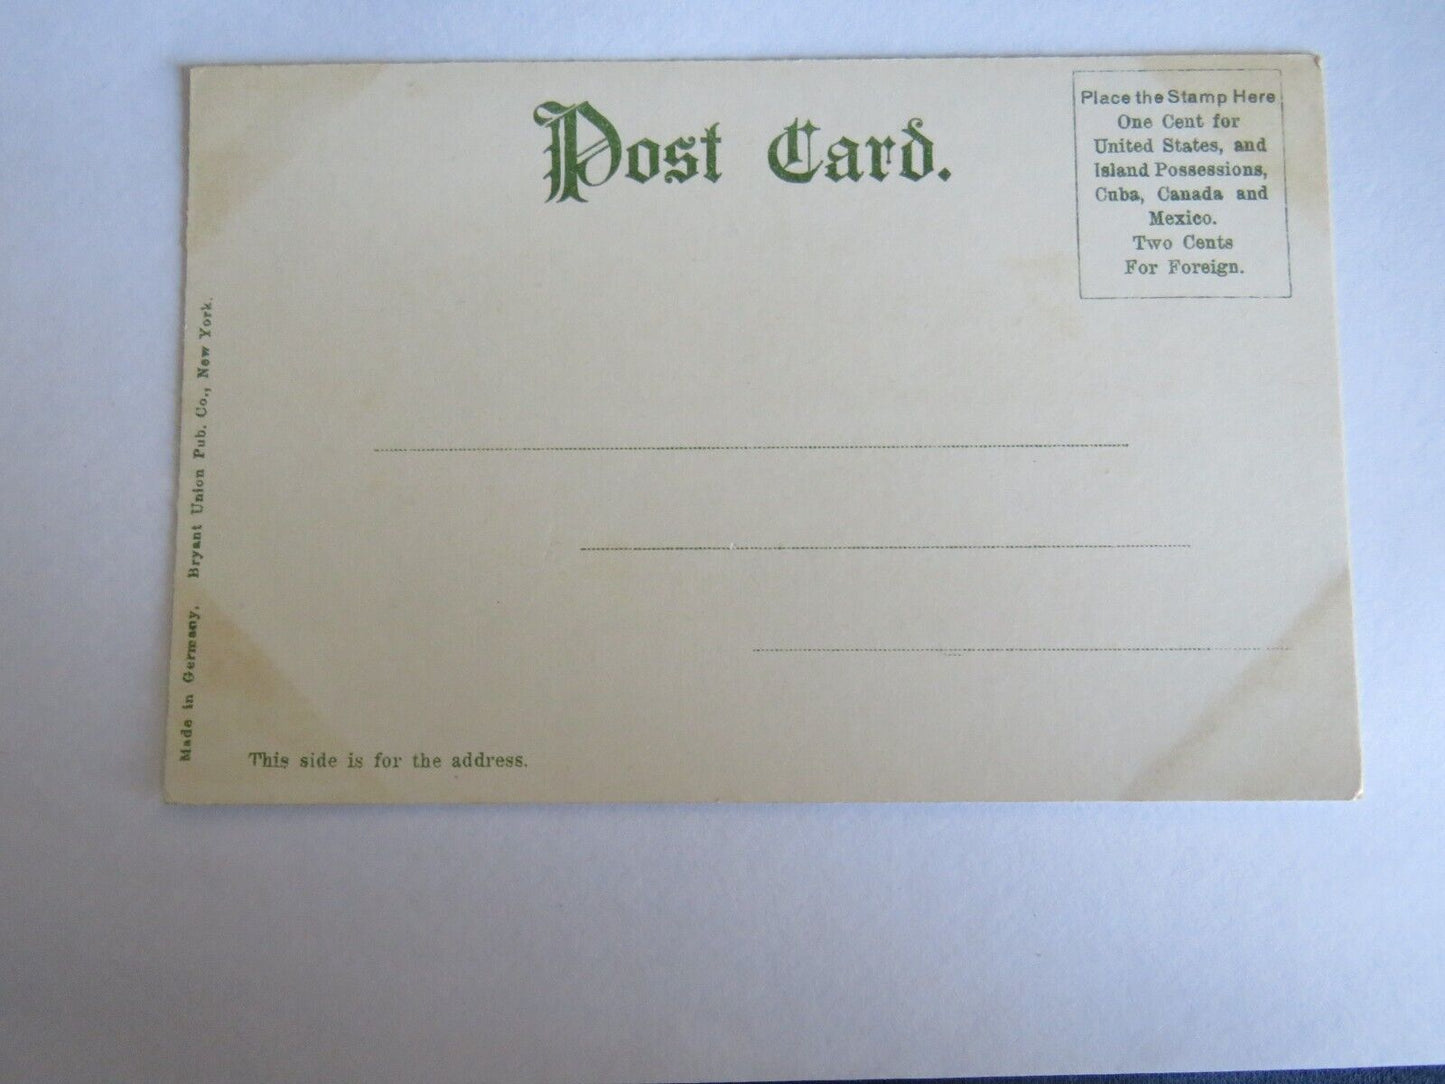 Post Card.
Place the Stamp Here
One Cent for
United States, and
Island Possessions,
Cuba, Canada and
Mexico.
Two Cents
For Foreign.
Made in Germany. Bryant Union Pub. Co., New York.
This side is for the address.